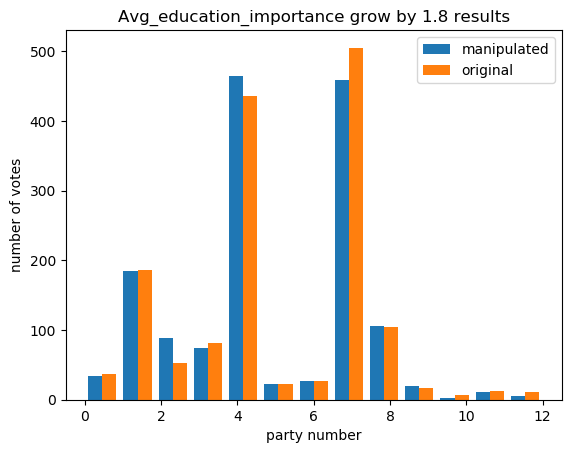 Avg_education_importance grow by 1.8 results
manipulated
original
500
400
300
200
100
0
number of votes
0 2 4 6 8 10 12
party number